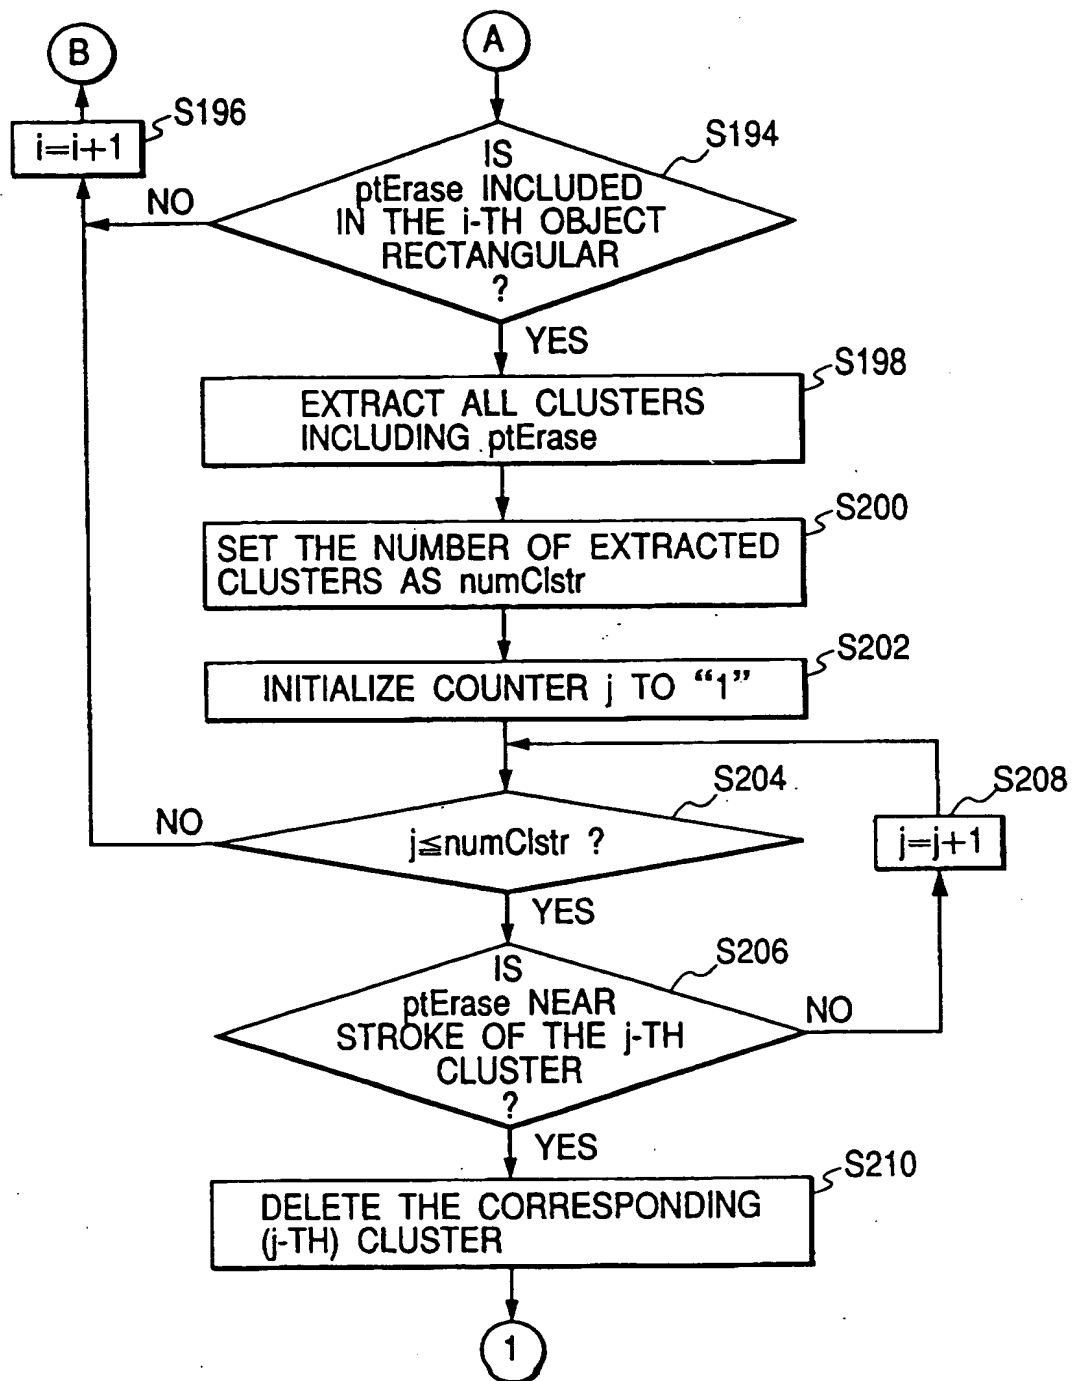 B
A
S196
i=i+1
S194
IS
ptErase INCLUDED
IN THE i-TH OBJECT
RECTANGULAR
?
NO
YES
S198
EXTRACT ALL CLUSTERS
INCLUDING ptErase
S200
SET THE NUMBER OF EXTRACTED
CLUSTERS AS numClstr
S202
INITIALIZE COUNTER j TO “1”
S204
j≦numClstr ?
NO
S208
j=j+1
YES
S206
IS
ptErase NEAR
STROKE OF THE j-TH
CLUSTER
?
NO
YES
S210
DELETE THE CORRESPONDING
(j-TH) CLUSTER
1